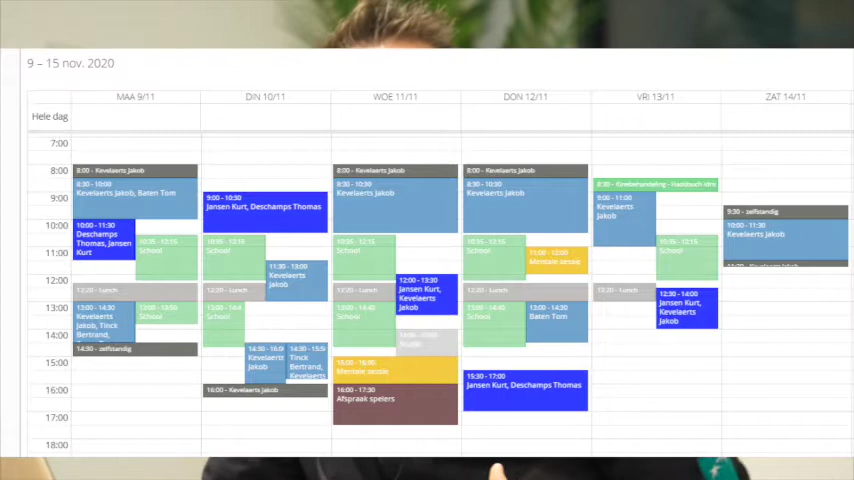 9 – 15 nov. 2020
MAA 9/11
DIN 10/11
WOE 11/11
DON 12/11
VRI 13/11
ZAT 14/11
Hele dag
7:00
8:00
9:00
10:00
11:00
12:00
13:00
14:00
15:00
16:00
17:00
18:00
8:00 - Kevelaerts Jakob
8:30 - 10:00
Kevelaerts Jakob, Baten Tom
10:00 - 11:30
Deschamps
Thomas, Jansen
Kurt
10:35 - 12:15
School
12:20 - Lunch
13:00 - 14:30
Kevelaerts
Jakob, Tinck
Bertrand,
13:00 - 13:50
School
14:30 - zelfstandig
9:00 - 10:30
Jansen Kurt, Deschamps Thomas
10:35 - 12:15
School
11:30 - 13:00
Kevelaerts
Jakob
12:20 - Lunch
13:00 - 14:4
School
14:30 - 16:0
Kevelaerts
Jakob
14:30 - 15:5
Tinck
Bertrand,
Kevelaerts
16:00 - Kevelaerts Jakob
8:00 - Kevelaerts Jakob
8:30 - 10:30
Kevelaerts Jakob
10:35 - 12:15
School
12:00 - 13:30
Jansen Kurt,
Kevelaerts
Jakob
12:20 - Lunch
13:00 - 14:40
School
15:00 - 16:00
Mentale sessie
16:00 - 17:30
Afspraak spelers
8:00 - Kevelaerts Jakob
8:30 - 10:30
Kevelaerts Jakob
10:35 - 12:15
School
11:00 - 12:00
Mentale sessie
12:20 - Lunch
13:00 - 14:40
School
13:00 - 14:30
Baten Tom
15:30 - 17:00
Jansen Kurt, Deschamps Thomas
8:30 - Kinebehandeling -
9:00 - 11:00
Kevelaerts
Jakob
10:35 - 12:15
School
12:20 - Lunch
12:30 - 14:00
Jansen Kurt,
Kevelaerts
Jakob
9:30 - zelfstandig
10:00 - 11:30
Kevelaerts Jakob
Kevelaerts Jakob